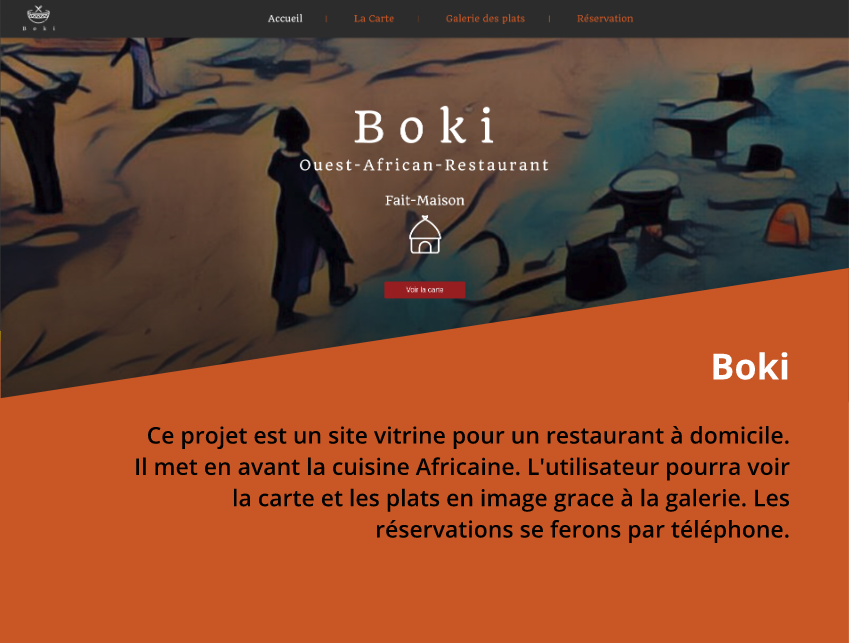 Boki
Accueil | La Carte | Galerie des plats | Réservation
Boki
Ouest-African-Restaurant
Fait-Maison
Voir la carte
Boki
Ce projet est un site vitrine pour un restaurant à domicile.
Il met en avant la cuisine Africaine. L'utilisateur pourra voir
la carte et les plats en image grace à la galerie. Les
réservations se ferons par téléphone.